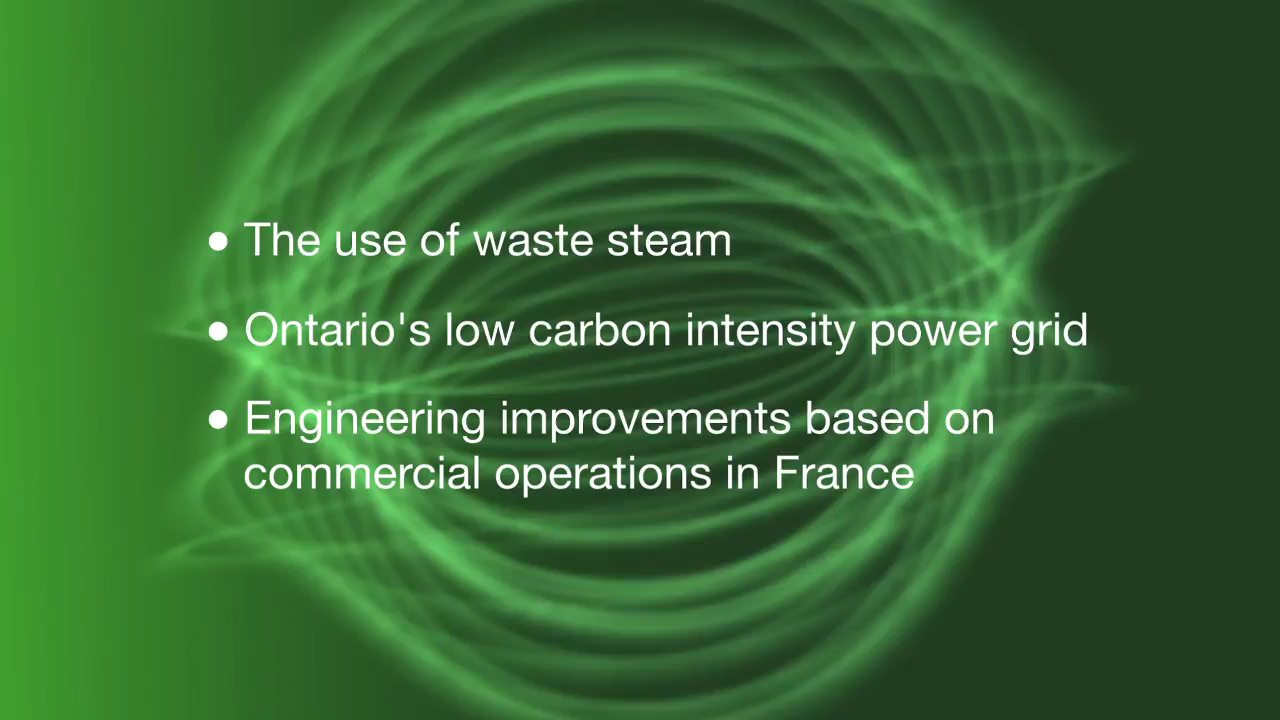 • The use of waste steam
• Ontario's low carbon intensity power grid
• Engineering improvements based on
commercial operations in France